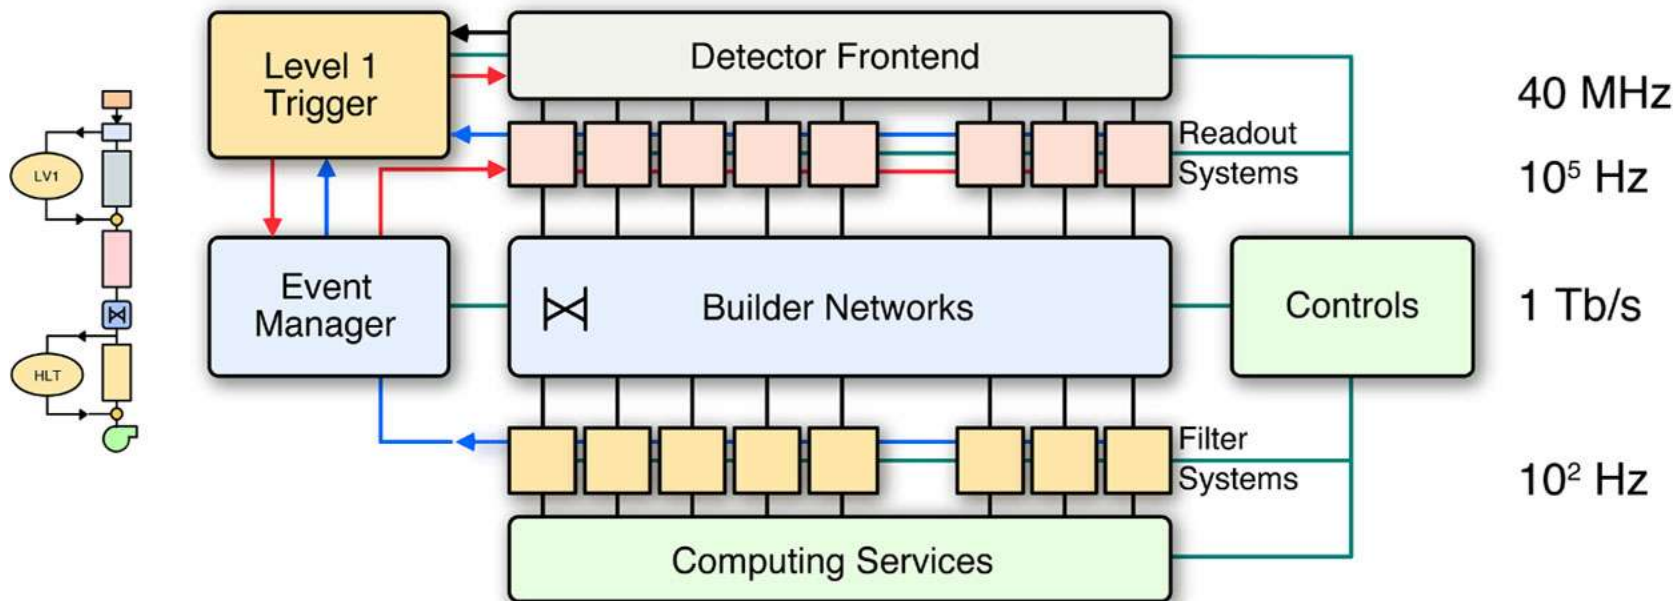 Level 1
Trigger
Detector Frontend
40 MHz
Readout
Systems
10⁵ Hz
LV1
Event
Manager
Builder Networks
Controls
1 Tb/s
HLT
Filter
Systems
10² Hz
Computing Services